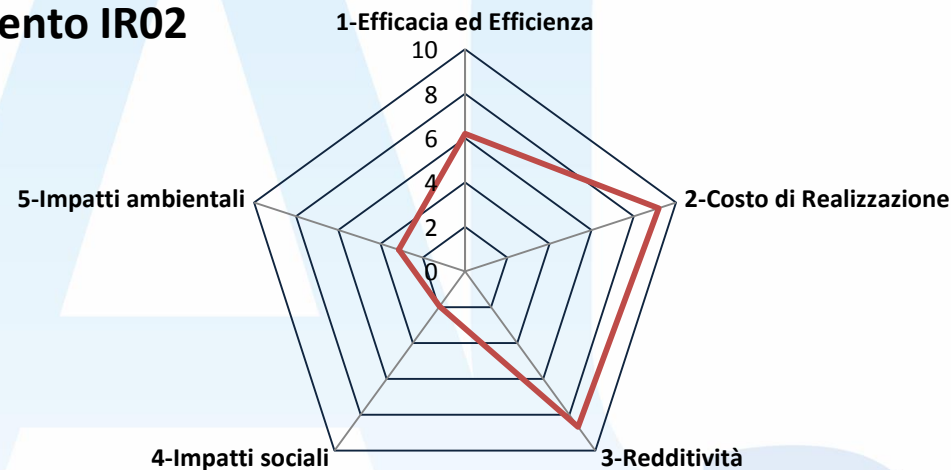 ento IR02
1-Efficacia ed Efficienza
10
8
6
4
2
0
5-Impatti ambientali
2-Costo di Realizzazione
4-Impatti sociali
3-Redditività